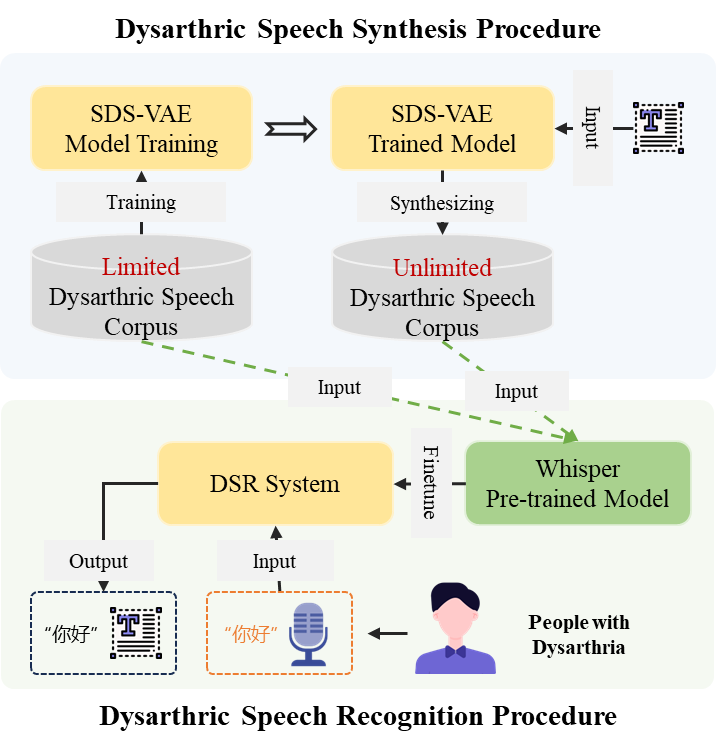 Dysarthric Speech Synthesis Procedure
SDS-VAE
Model Training
SDS-VAE
Trained Model
Input
T
Training
Synthesizing
Limited
Dysarthric Speech
Corpus
Unlimited
Dysarthric Speech
Corpus
Input
Input
DSR System
Finetune
Whisper
Pre-trained Model
Output
Input
“你好”
T
“你好”
People with
Dysarthria
Dysarthric Speech Recognition Procedure